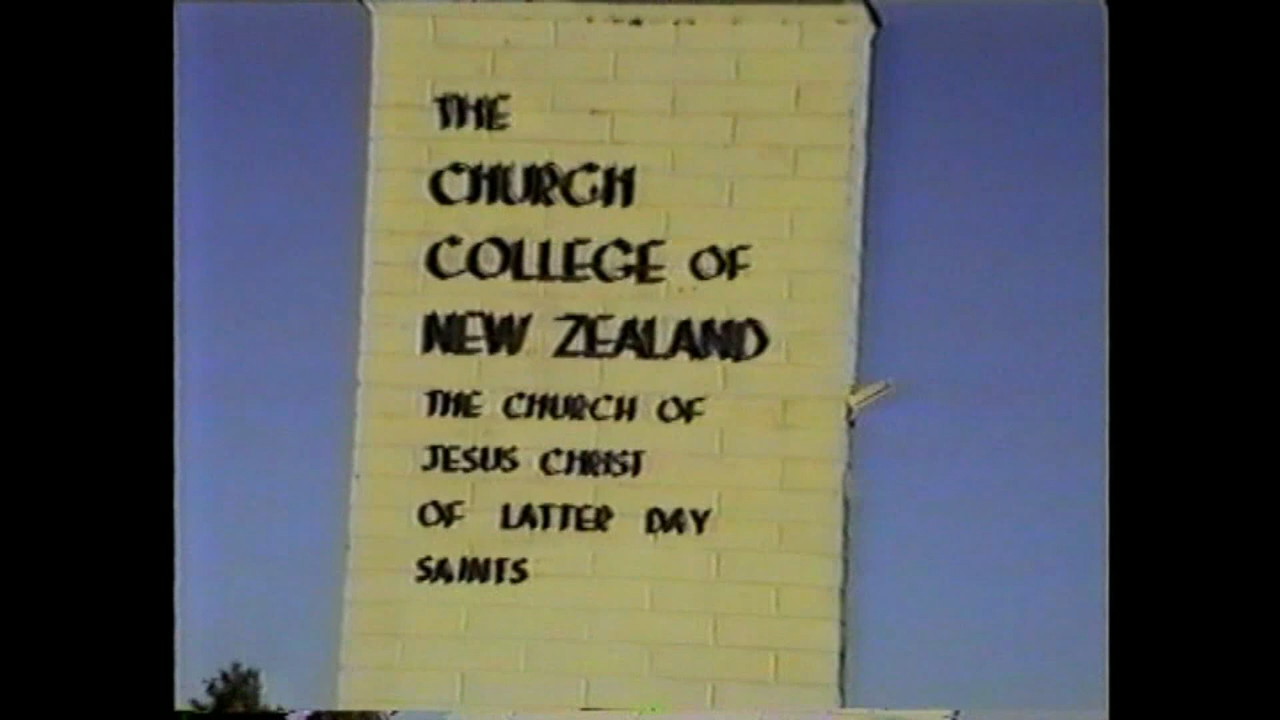 THE
CHURCH
COLLEGE OF
NEW ZEALAND
THE CHURCH OF
JESUS CHRIST
OF LATTER DAY
SAINTS